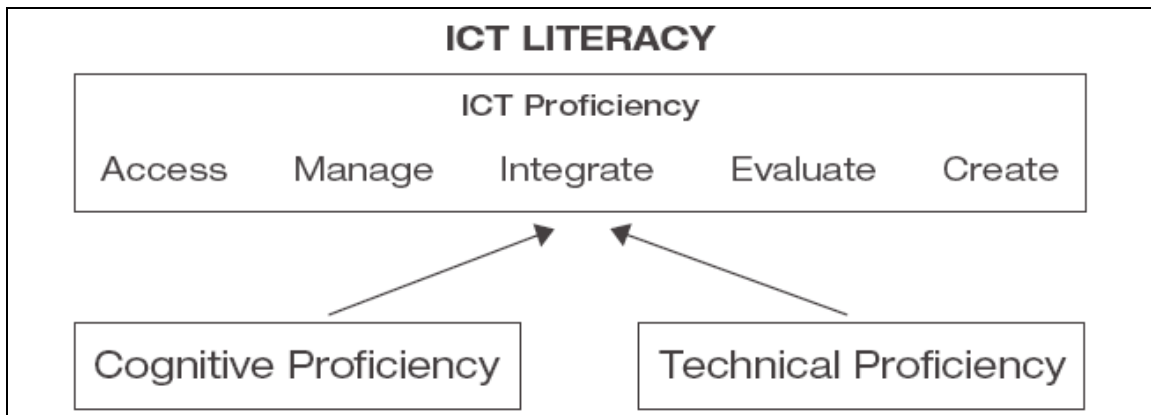 ICT LITERACY
ICT Proficiency
Access Manage Integrate Evaluate Create
Cognitive Proficiency Technical Proficiency